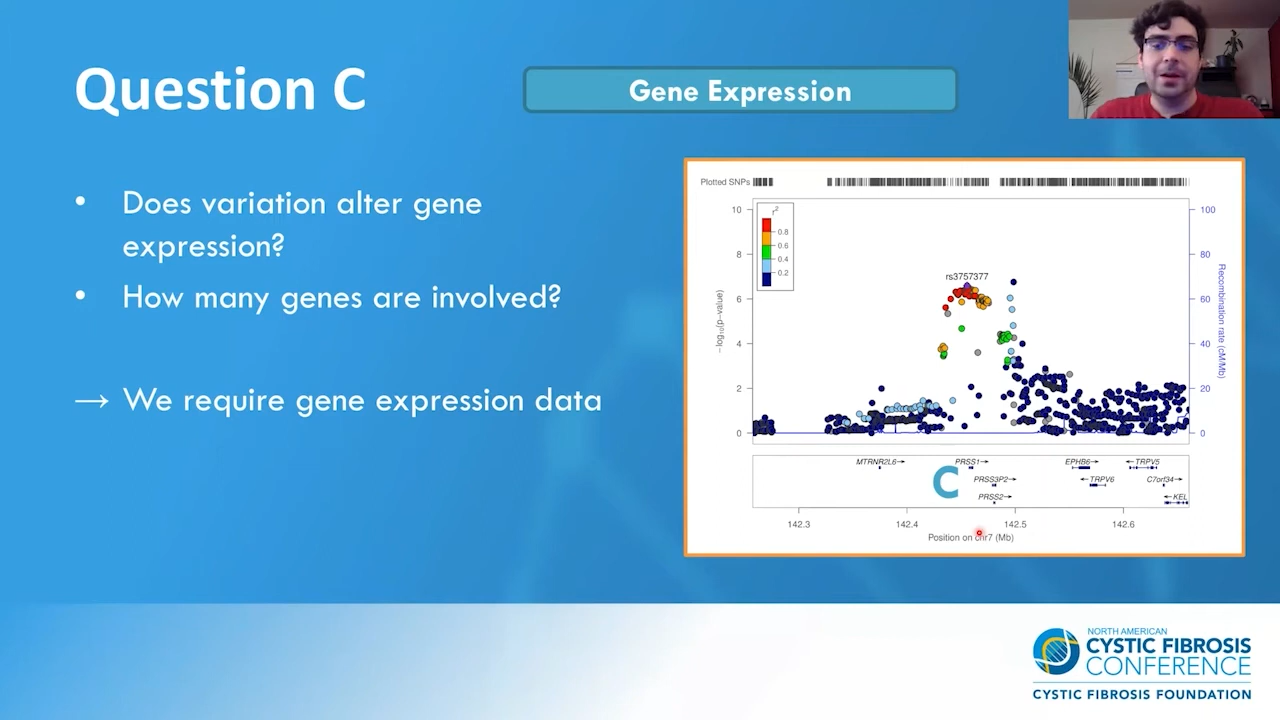 Question C
Gene Expression
• Does variation alter gene
expression?
• How many genes are involved?
→ We require gene expression data
Plotted SNPs
10
8
6
4
2
0
−log10(p−value)
r²
0.8
0.6
0.4
0.2
rs3757377
100
80
60
40
20
0
Recombination rate (cM/Mb)
MTRNR2L6→
PRSS1→
EPHB6→
←TRPV5
PRSS3P2→
←TRPV6
C7orf34→
PRSS2→
←KEL
C
142.3
142.4
142.5
142.6
Position on chr7 (Mb)
NORTH AMERICAN
CYSTIC FIBROSIS
CONFERENCE
CYSTIC FIBROSIS FOUNDATION